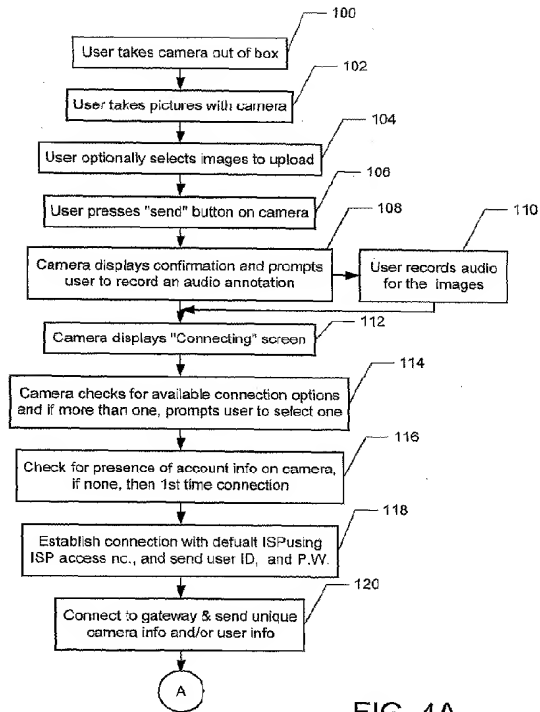 100
User takes camera out of box
102
User takes pictures with camera
104
User optionally selects images to upload
106
User presses "send" button on camera
108
Camera displays confirmation and prompts
user to record an audio annotation
110
User records audio
for the images
112
Camera displays "Connecting" screen
114
Camera checks for available connection options
and if more than one, prompts user to select one
116
Check for presence of account info on camera,
if none, then 1st time connection
118
Establish connection with defualt ISPusing
ISP access no., and send user ID, and P.W.
120
Connect to gateway & send unique
camera info and/or user info
A
FIG. 4A